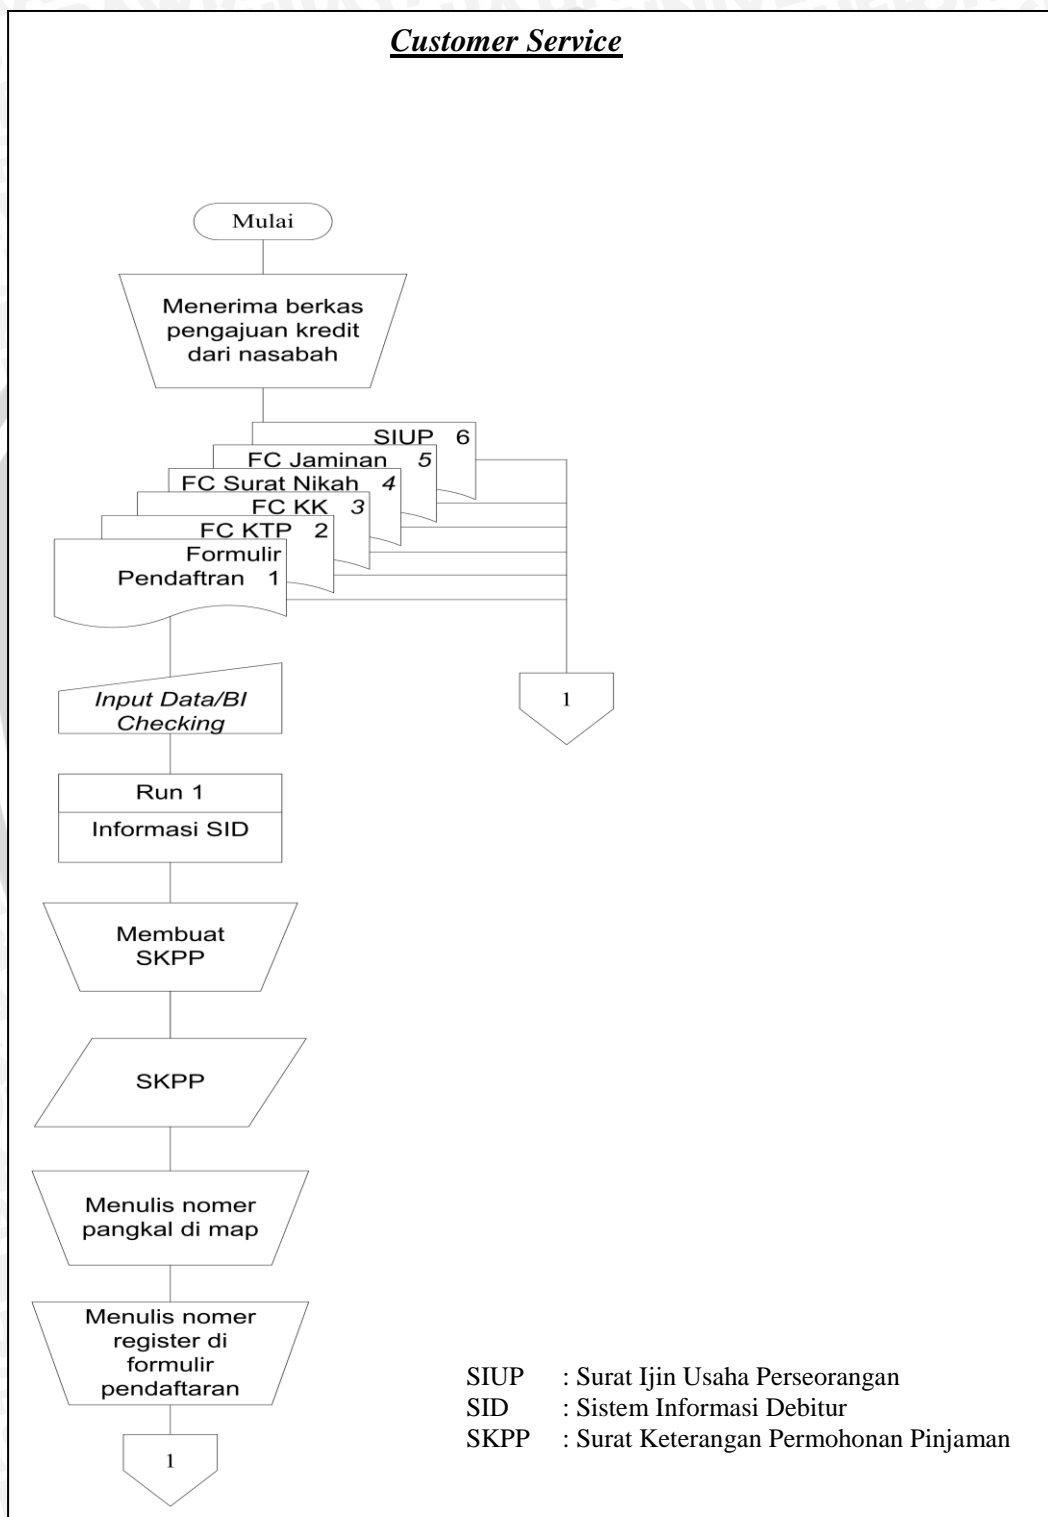 Customer Service
Mulai
Menerima berkas
pengajuan kredit
dari nasabah
SIUP 6
FC Jaminan 5
FC Surat Nikah 4
FC KK 3
FC KTP 2
Formulir
Pendaftran 1
Input Data/BI
Checking
1
Run 1
Informasi SID
Membuat
SKPP
SKPP
Menulis nomer
pangkal di map
Menulis nomer
register di
formulir
pendaftaran
1
SIUP : Surat Ijin Usaha Perseorangan
SID : Sistem Informasi Debitur
SKPP : Surat Keterangan Permohonan Pinjaman